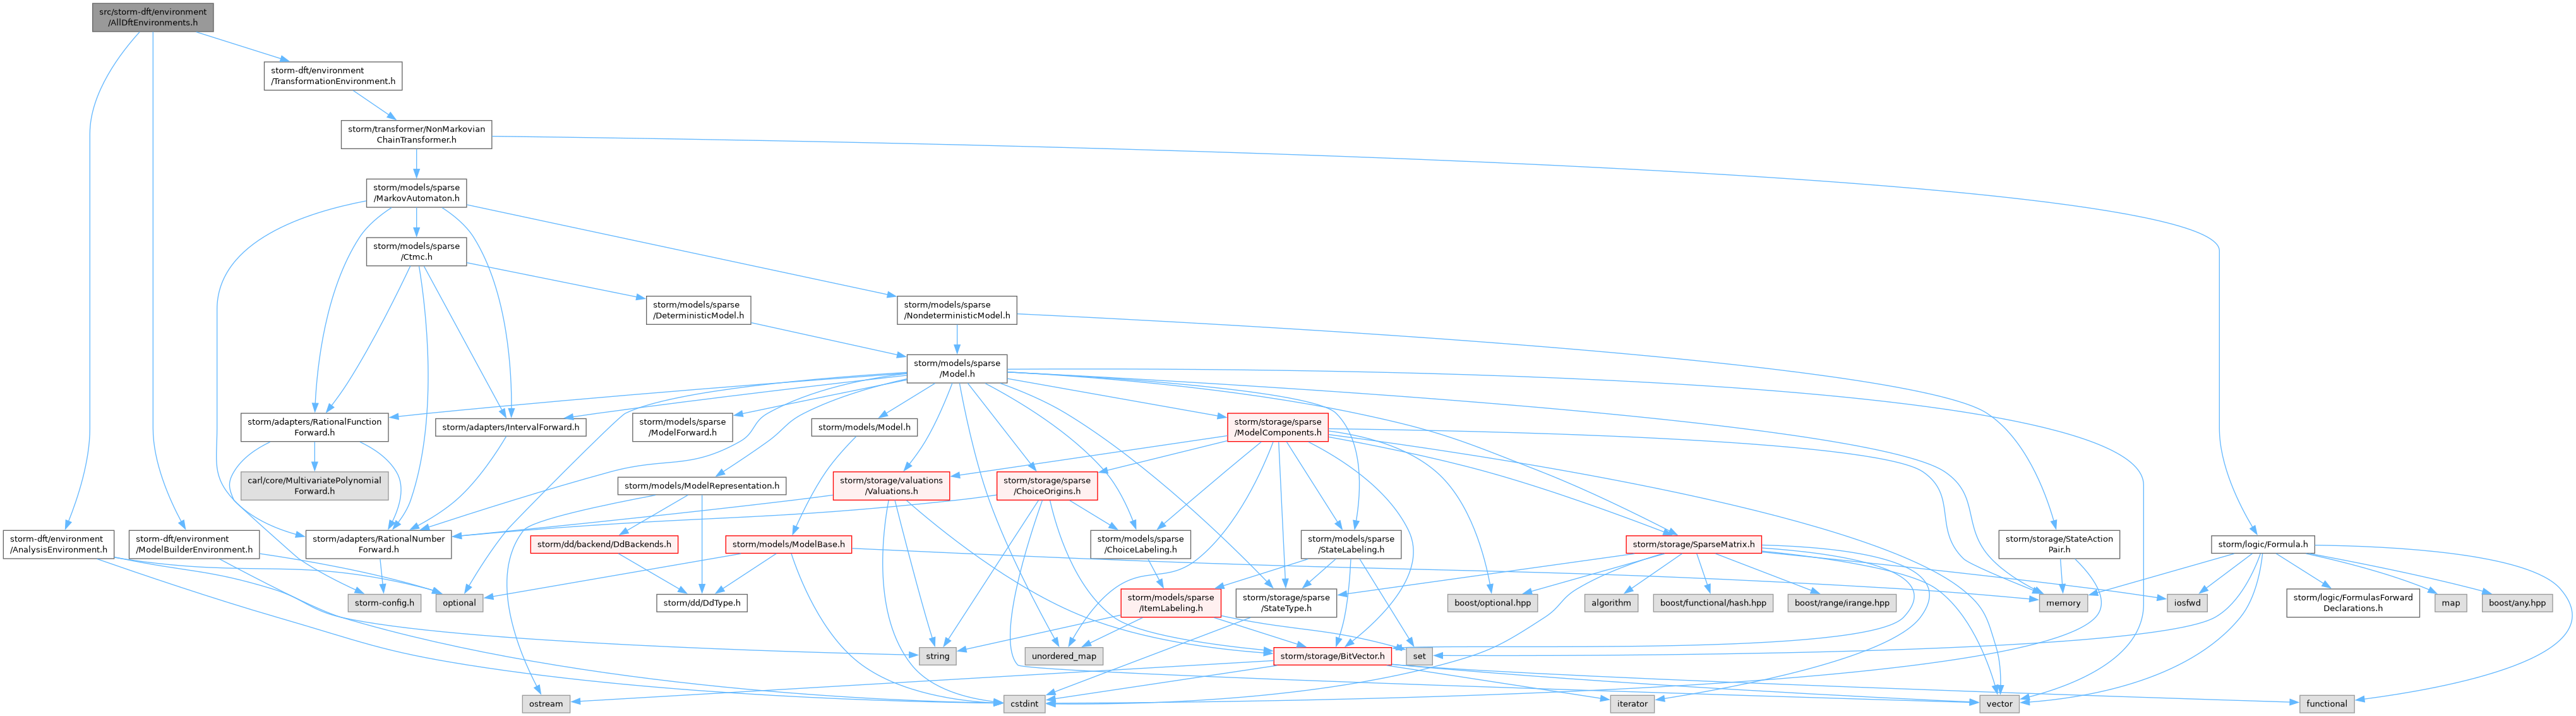 src/storm-dft/environment
/AllDftEnvironments.h
storm-dft/environment
/TransformationEnvironment.h
storm/transformer/NonMarkovian
ChainTransformer.h
storm/models/sparse
/MarkovAutomaton.h
storm/models/sparse
/Ctmc.h
storm/models/sparse
/DeterministicModel.h
storm/models/sparse
/NondeterministicModel.h
storm/models/sparse
/Model.h
storm/adapters/RationalFunction
Forward.h
storm/adapters/IntervalForward.h
storm/models/sparse
/ModelForward.h
storm/models/Model.h
storm/storage/sparse
/ModelComponents.h
carl/core/MultivariatePolynomial
Forward.h
storm/models/ModelRepresentation.h
storm/storage/valuations
/Valuations.h
storm/storage/sparse
/ChoiceOrigins.h
storm-dft/environment
/AnalysisEnvironment.h
storm-dft/environment
/ModelBuilderEnvironment.h
storm/adapters/RationalNumber
Forward.h
storm/dd/backend/DdBackends.h
storm/models/ModelBase.h
storm/models/sparse
/ChoiceLabeling.h
storm/models/sparse
/StateLabeling.h
storm/storage/SparseMatrix.h
storm/storage/StateAction
Pair.h
storm/logic/Formula.h
storm-config.h
optional
storm/dd/DdType.h
storm/models/sparse
/ItemLabeling.h
storm/storage/sparse
/StateType.h
boost/optional.hpp
algorithm
boost/functional/hash.hpp
boost/range/irange.hpp
memory
iosfwd
storm/logic/FormulasForward
Declarations.h
map
boost/any.hpp
string
unordered_map
storm/storage/BitVector.h
set
ostream
cstdint
iterator
vector
functional